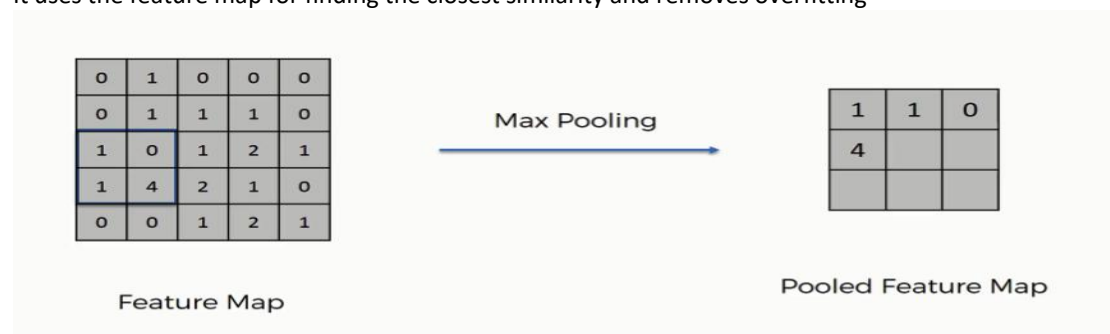 it uses the feature map for finding the closest similarity and removes overfitting
0 1 0 0 0
0 1 1 1 0
1 0 1 2 1
1 4 2 1 0
0 0 1 2 1
Feature Map
Max Pooling
1 1 0
4
Pooled Feature Map